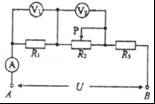 V₁ V₂
P
R₁ R₂ R₃
A
A U B